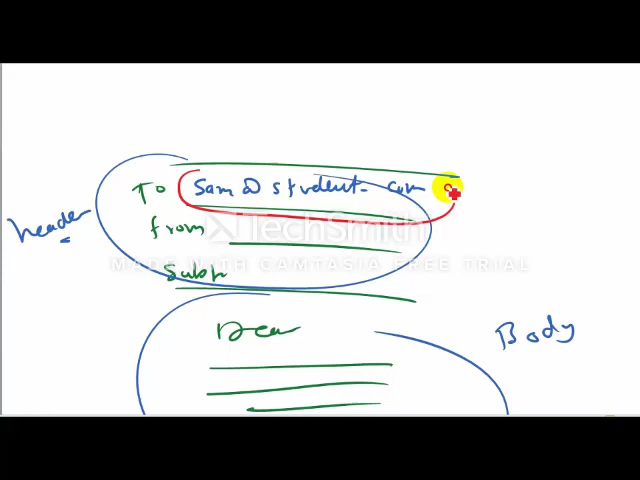 To Sam@student.com
header
from
TechSmith
MADE WITH CAMTASIA FREE TRIAL
Subj
Dear
Body